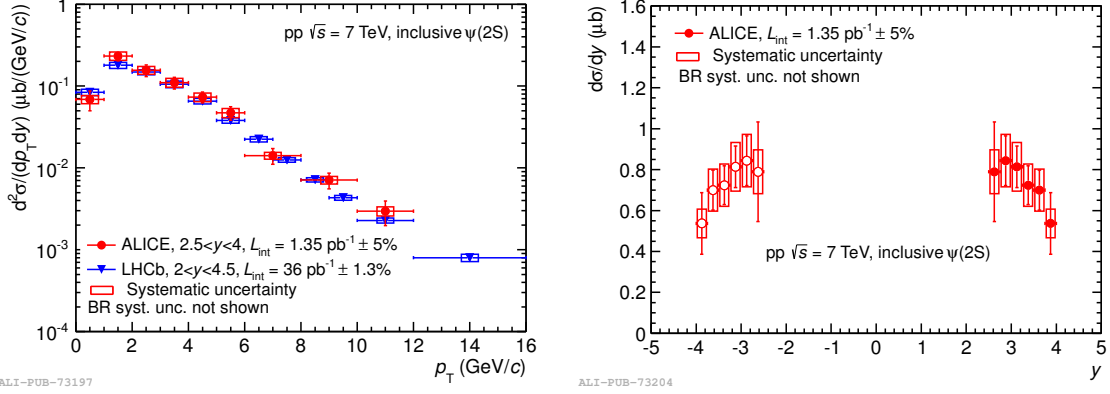 pp √s = 7 TeV, inclusive ψ(2S)
d²σ/(dp_T dy) (μb/(GeV/c))
1
10⁻¹
10⁻²
10⁻³
10⁻⁴
ALICE, 2.5<y<4, L_int = 1.35 pb⁻¹ ± 5%
LHCb, 2<y<4.5, L_int = 36 pb⁻¹ ± 1.3%
Systematic uncertainty
BR syst. unc. not shown
0 2 4 6 8 10 12 14 16
p_T (GeV/c)
ALI-PUB-73197
dσ/dy (μb)
1.6
1.4
1.2
1
0.8
0.6
0.4
0.2
0
ALICE, L_int = 1.35 pb⁻¹ ± 5%
Systematic uncertainty
BR syst. unc. not shown
pp √s = 7 TeV, inclusive ψ(2S)
-5 -4 -3 -2 -1 0 1 2 3 4 5
y
ALI-PUB-73204